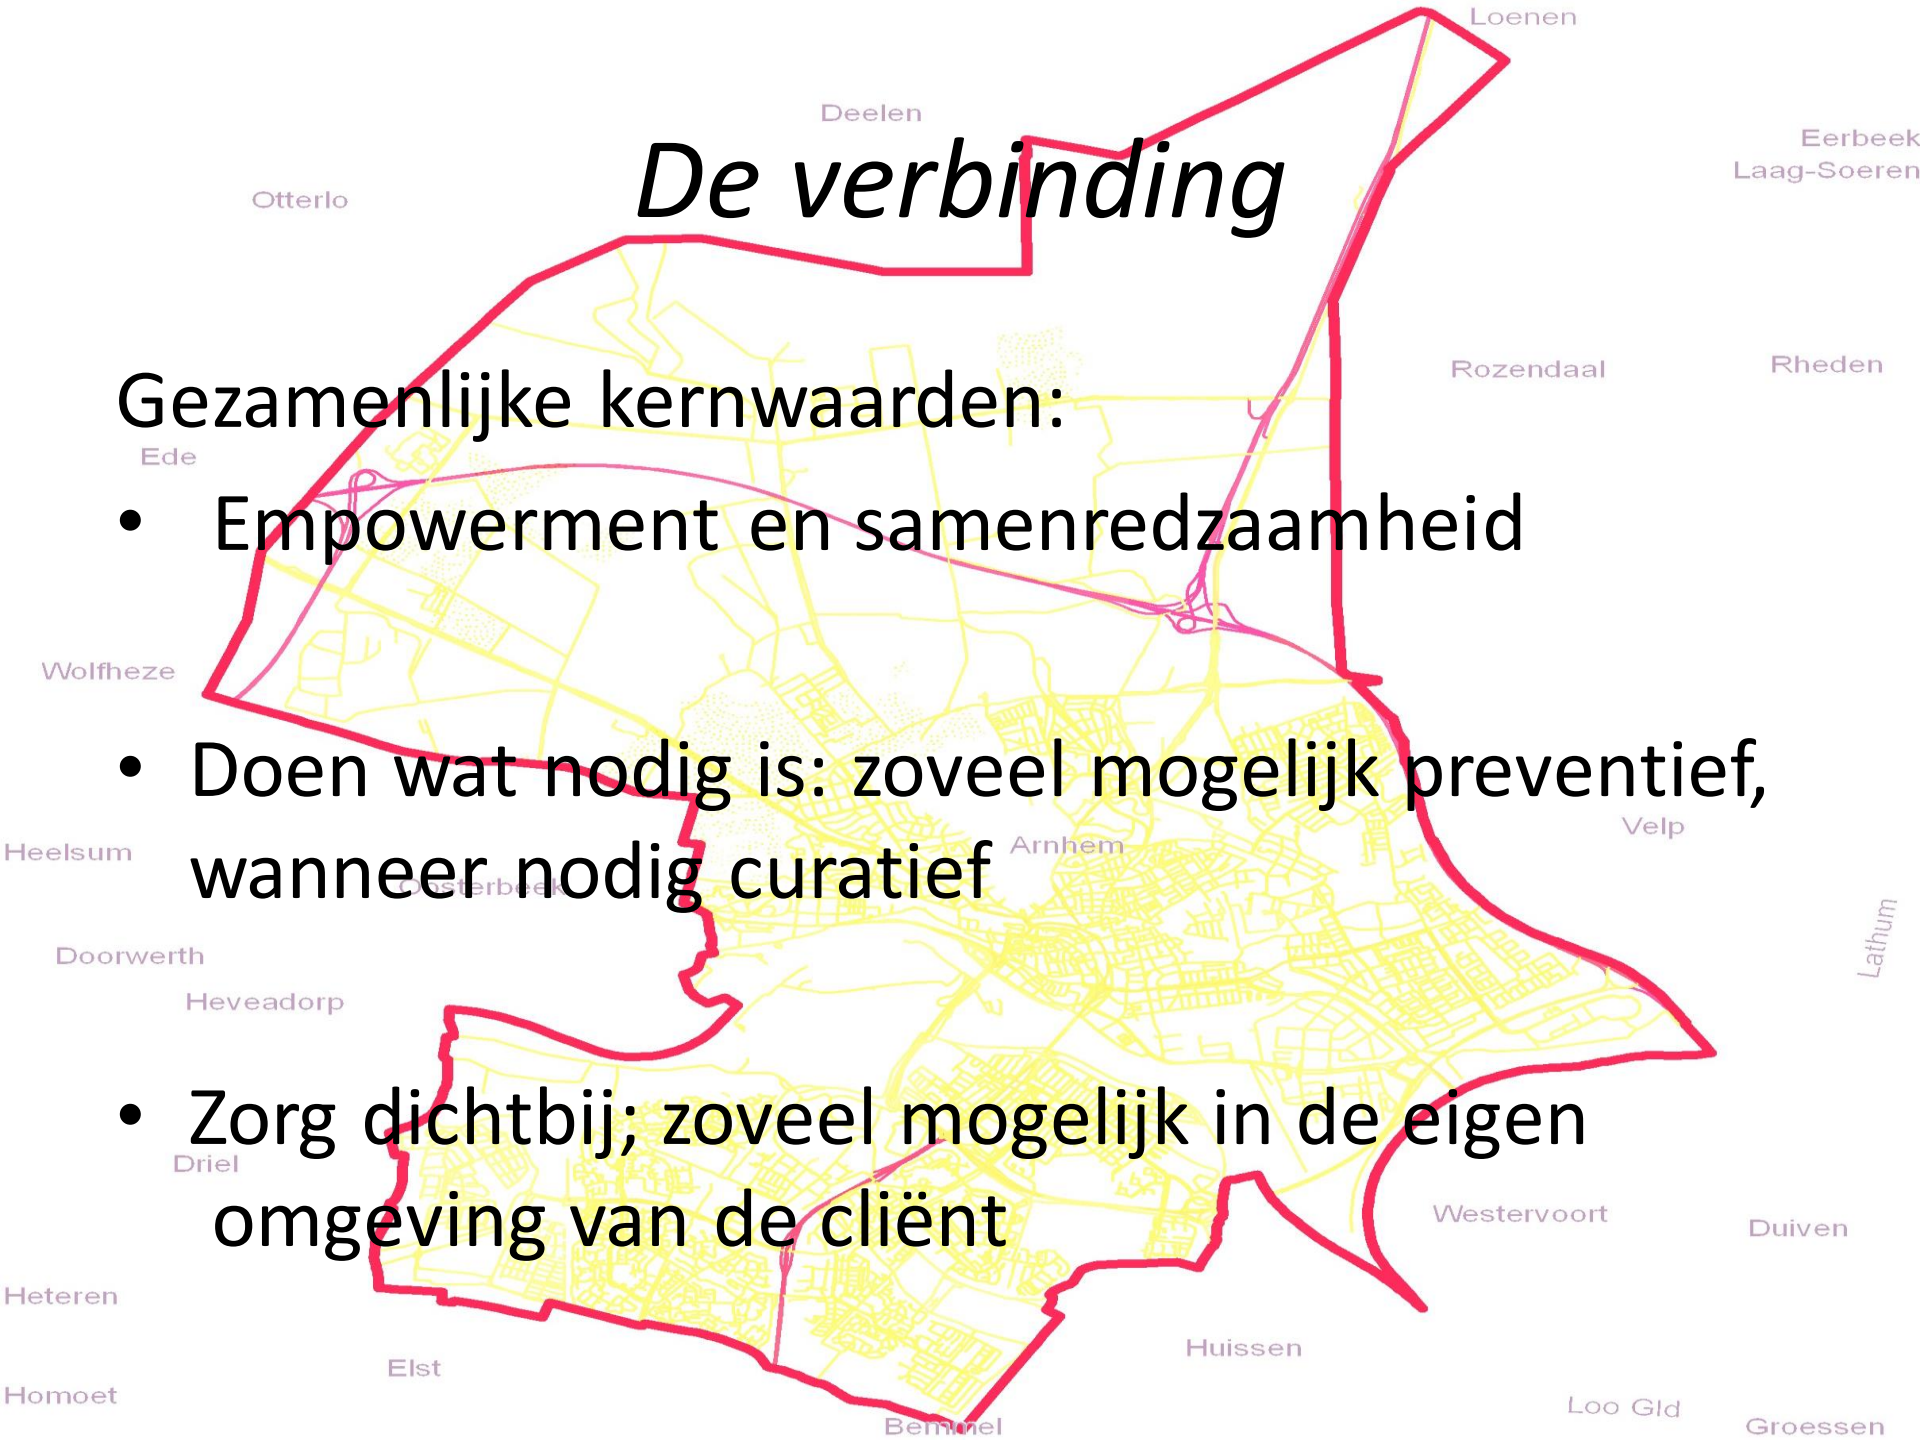 Loenen
Deelen
Eerbeek
Laag-Soeren
Otterlo
De verbinding
Rozendaal
Rheden
Gezamenlijke kernwaarden:
Ede
• Empowerment en samenredzaamheid
Wolfheze
• Doen wat nodig is: zoveel mogelijk preventief,
wanneer nodig curatief
Velp
Arnhem
Heelsum
Oosterbeek
Lathum
Doorwerth
Heveadorp
• Zorg dichtbij; zoveel mogelijk in de eigen
omgeving van de cliënt
Driel
Westervoort
Duiven
Heteren
Huissen
Elst
Homoet
Loo Gld
Bemmel
Groessen